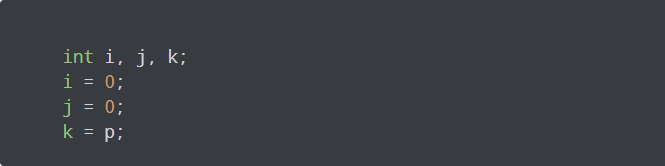 int i, j, k;
i = 0;
j = 0;
k = p;